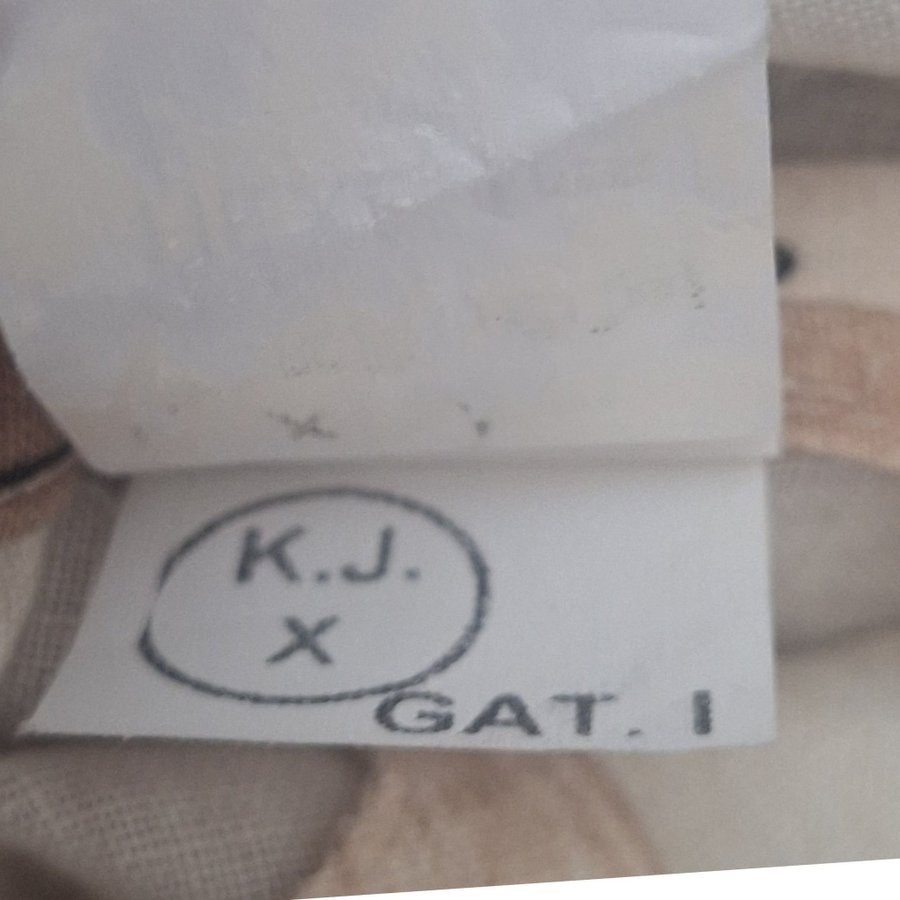 K.J.
X
GAT. I